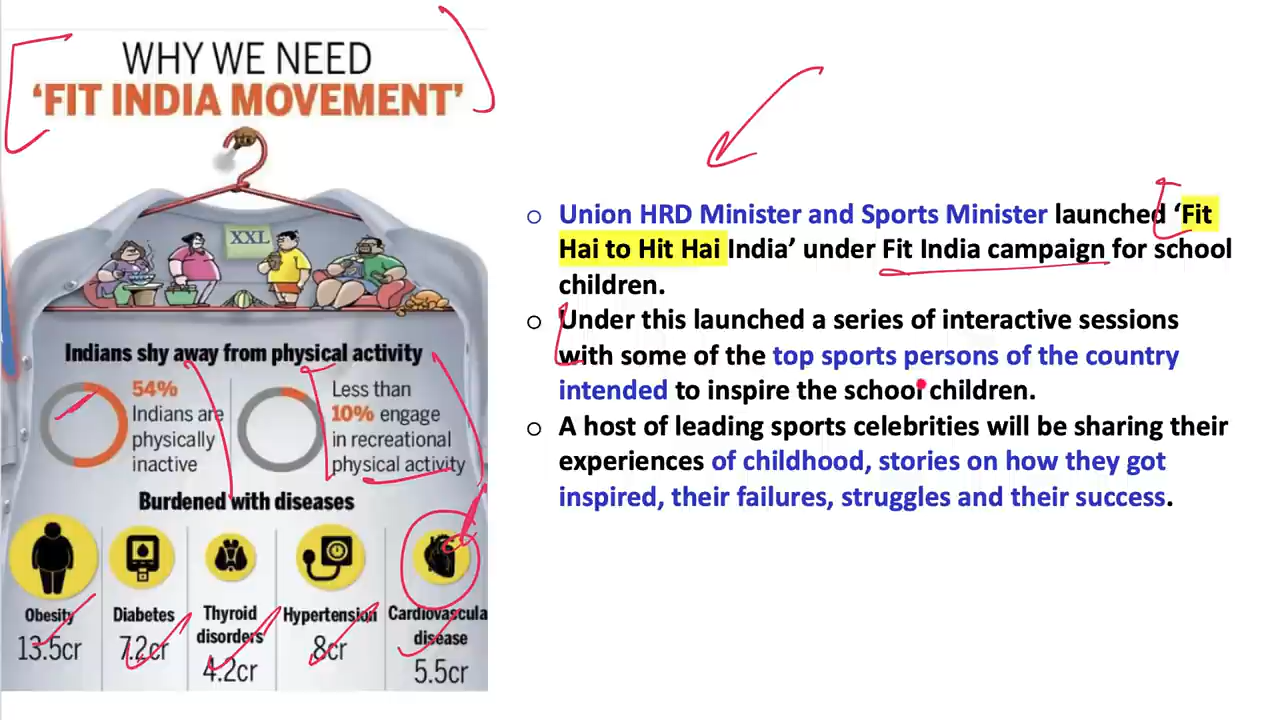 WHY WE NEED
‘FIT INDIA MOVEMENT’
XXL
Indians shy away from physical activity
54%
Indians are
physically
inactive
Less than
10% engage
in recreational
physical activity
Burdened with diseases
Obesity
13.5cr
Diabetes
7.2cr
Thyroid
disorders
4.2cr
Hypertension
8cr
Cardiovascula
disease
5.5cr
Union HRD Minister and Sports Minister launched ‘Fit
Hai to Hit Hai India’ under Fit India campaign for school
children.
Under this launched a series of interactive sessions
with some of the top sports persons of the country
intended to inspire the school children.
A host of leading sports celebrities will be sharing their
experiences of childhood, stories on how they got
inspired, their failures, struggles and their success.